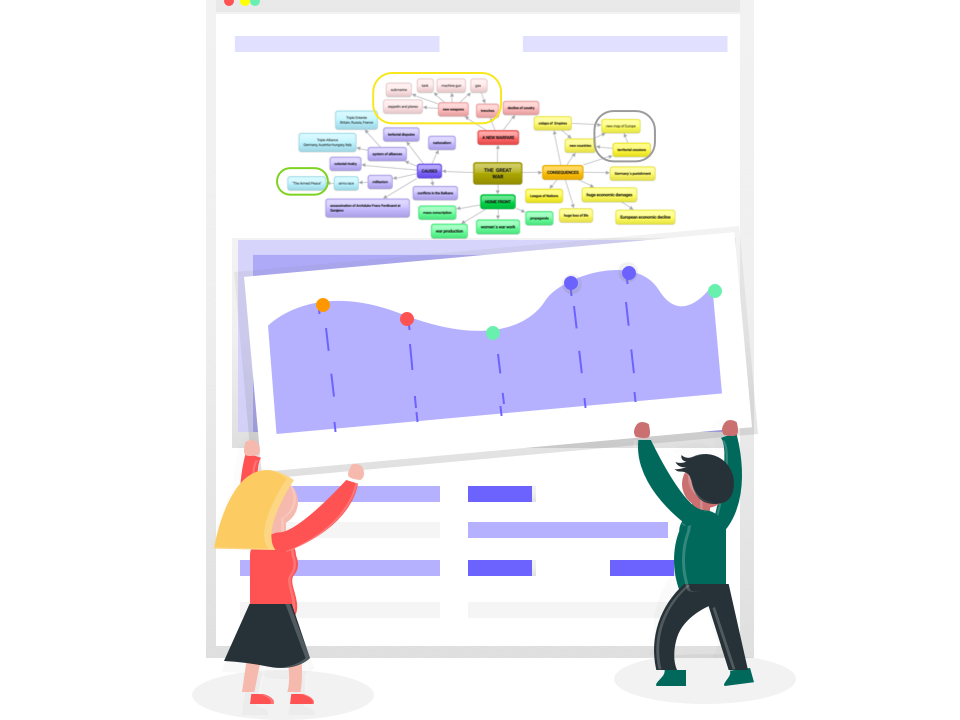 submarine
tank
machine gun
gas
zeppelin and planes
new weapons
trenches
decline of cavalry
Triple Entente:
Britain, Russia, France
territorial disputes
nationalism
A NEW WARFARE
collapse of Empires
new map of Europe
Triple Alliance:
Germany, Austria-Hungary, Italy
system of alliances
new countries
territorial cessions
colonial rivalry
CAUSES
THE GREAT
WAR
CONSEQUENCES
Germany's punishment
"The Armed Peace"
arms race
militarism
conflicts in the Balkans
League of Nations
huge economic damages
assassination of Archduke Franz Ferdinand at
Sarajevo
HOME FRONT
mass conscription
propaganda
huge loss of life
European economic decline
war production
women's war work